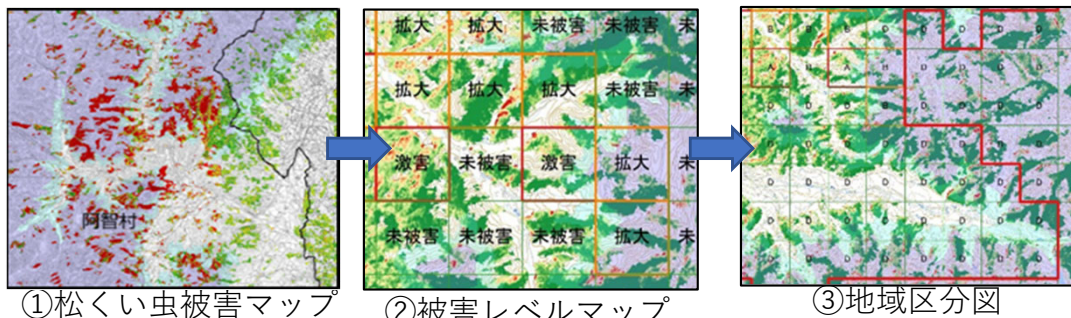 阿智村
拡大 拡大 未被害 未被害 未
拡大 拡大 拡大 未被害 未
激害 未被害 激害 拡大 未
未被害 未被害 未被害 拡大 未
D D D D D D D D
D D D D D D D D
D D D D D D D D
①松くい虫被害マップ
②被害レベルマップ
③地域区分図